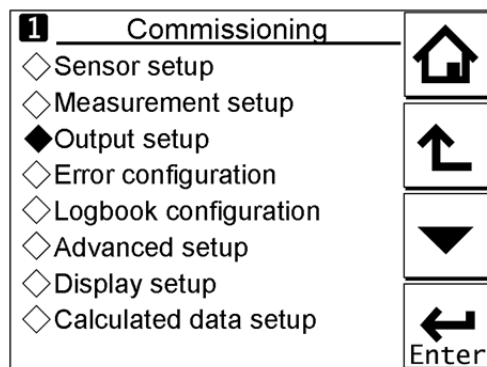 1 Commissioning
Sensor setup
Measurement setup
Output setup
Error configuration
Logbook configuration
Advanced setup
Display setup
Calculated data setup
Enter